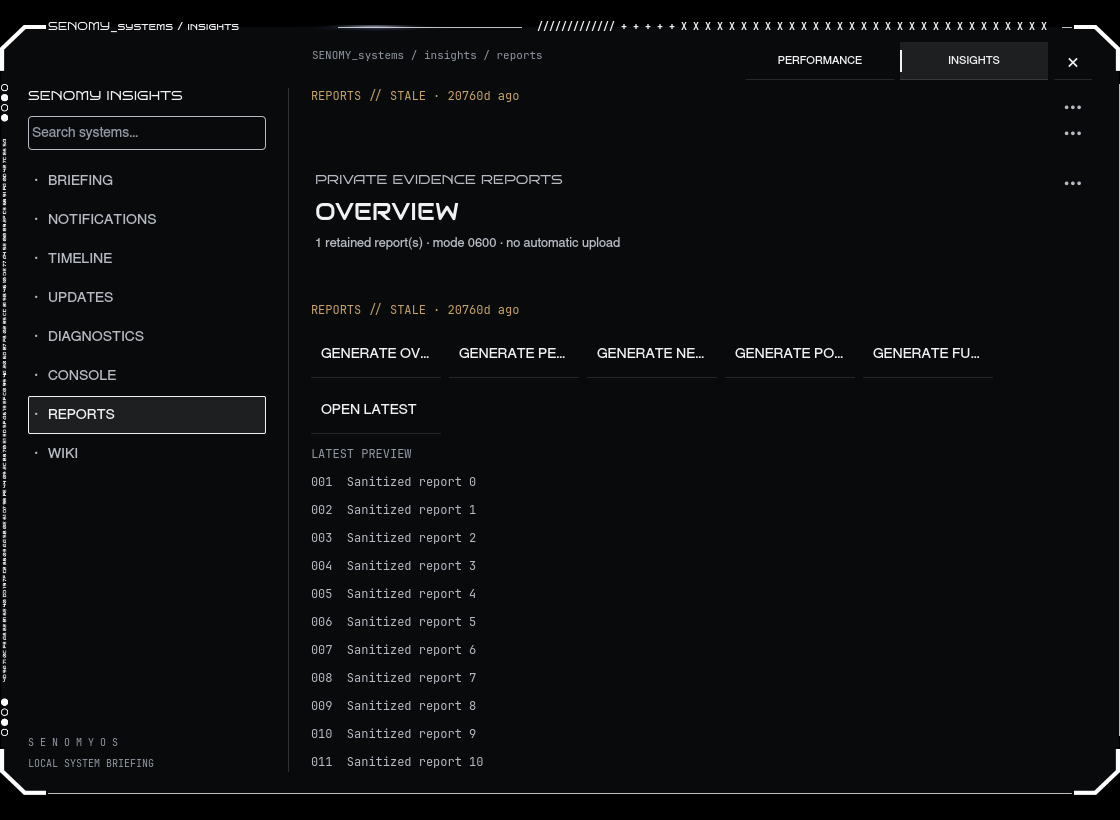 SENOMY_SYSTEMS / INSIGHTS
///////////// + + + + + X X X X X X X X X X X X X X X X X X X X X X X X X X X X X X X
SENOMY_systems / insights / reports
PERFORMANCE
INSIGHTS
×
SENOMY INSIGHTS
Search systems...
· BRIEFING
· NOTIFICATIONS
· TIMELINE
· UPDATES
· DIAGNOSTICS
· CONSOLE
· REPORTS
· WIKI
SENOMYOS
LOCAL SYSTEM BRIEFING
REPORTS // STALE · 20760d ago
•••
•••
PRIVATE EVIDENCE REPORTS
•••
OVERVIEW
1 retained report(s) · mode 0600 · no automatic upload
REPORTS // STALE · 20760d ago
GENERATE OV...
GENERATE PE...
GENERATE NE...
GENERATE PO...
GENERATE FU...
OPEN LATEST
LATEST PREVIEW
001 Sanitized report 0
002 Sanitized report 1
003 Sanitized report 2
004 Sanitized report 3
005 Sanitized report 4
006 Sanitized report 5
007 Sanitized report 6
008 Sanitized report 7
009 Sanitized report 8
010 Sanitized report 9
011 Sanitized report 10